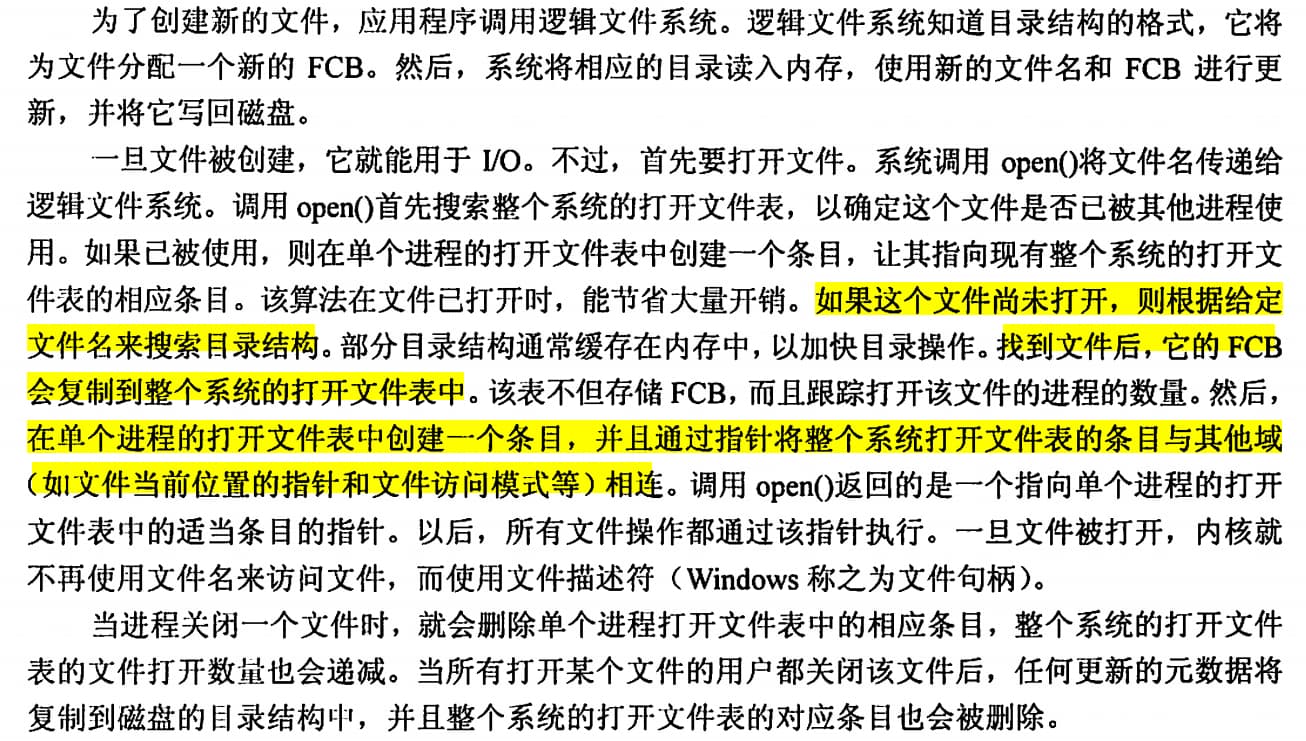 为了创建新的文件，应用程序调用逻辑文件系统。逻辑文件系统知道目录结构的格式，它将
为文件分配一个新的 FCB。然后，系统将相应的目录读入内存，使用新的文件名和 FCB 进行更
新，并将它写回磁盘。
一旦文件被创建，它就能用于 I/O。不过，首先要打开文件。系统调用 open()将文件名传递给
逻辑文件系统。调用 open()首先搜索整个系统的打开文件表，以确定这个文件是否已被其他进程使
用。如果已被使用，则在单个进程的打开文件表中创建一个条目，让其指向现有整个系统的打开文
件表的相应条目。该算法在文件已打开时，能节省大量开销。如果这个文件尚未打开，则根据给定
文件名来搜索目录结构。部分目录结构通常缓存在内存中，以加快目录操作。找到文件后，它的 FCB
会复制到整个系统的打开文件表中。该表不但存储 FCB，而且跟踪打开该文件的进程的数量。然后，
在单个进程的打开文件表中创建一个条目，并且通过指针将整个系统打开文件表的条目与其他域
（如文件当前位置的指针和文件访问模式等）相连。调用 open()返回的是一个指向单个进程的打开
文件表中的适当条目的指针。以后，所有文件操作都通过该指针执行。一旦文件被打开，内核就
不再使用文件名来访问文件，而使用文件描述符（Windows 称之为文件句柄）。
当进程关闭一个文件时，就会删除单个进程打开文件表中的相应条目，整个系统的打开文件
表的文件打开数量也会递减。当所有打开某个文件的用户都关闭该文件后，任何更新的元数据将
复制到磁盘的目录结构中，并且整个系统的打开文件表的对应条目也会被删除。